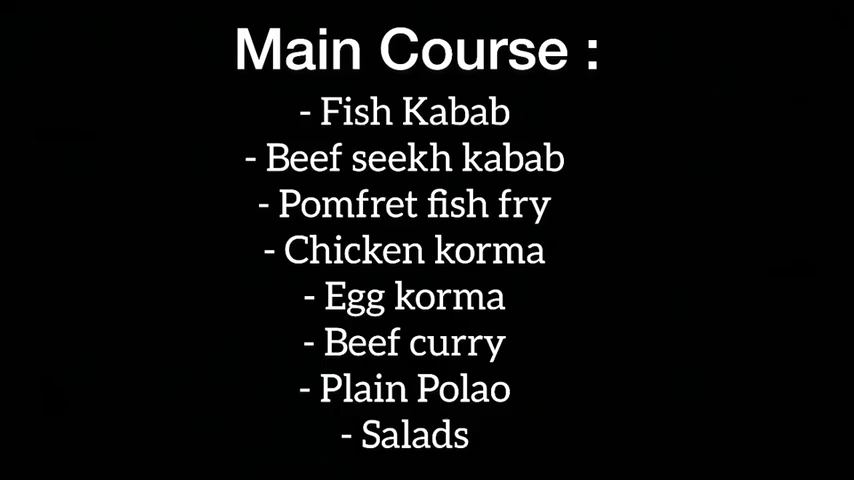 Main Course :
- Fish Kabab
- Beef seekh kabab
- Pomfret fish fry
- Chicken korma
- Egg korma
- Beef curry
- Plain Polao
- Salads